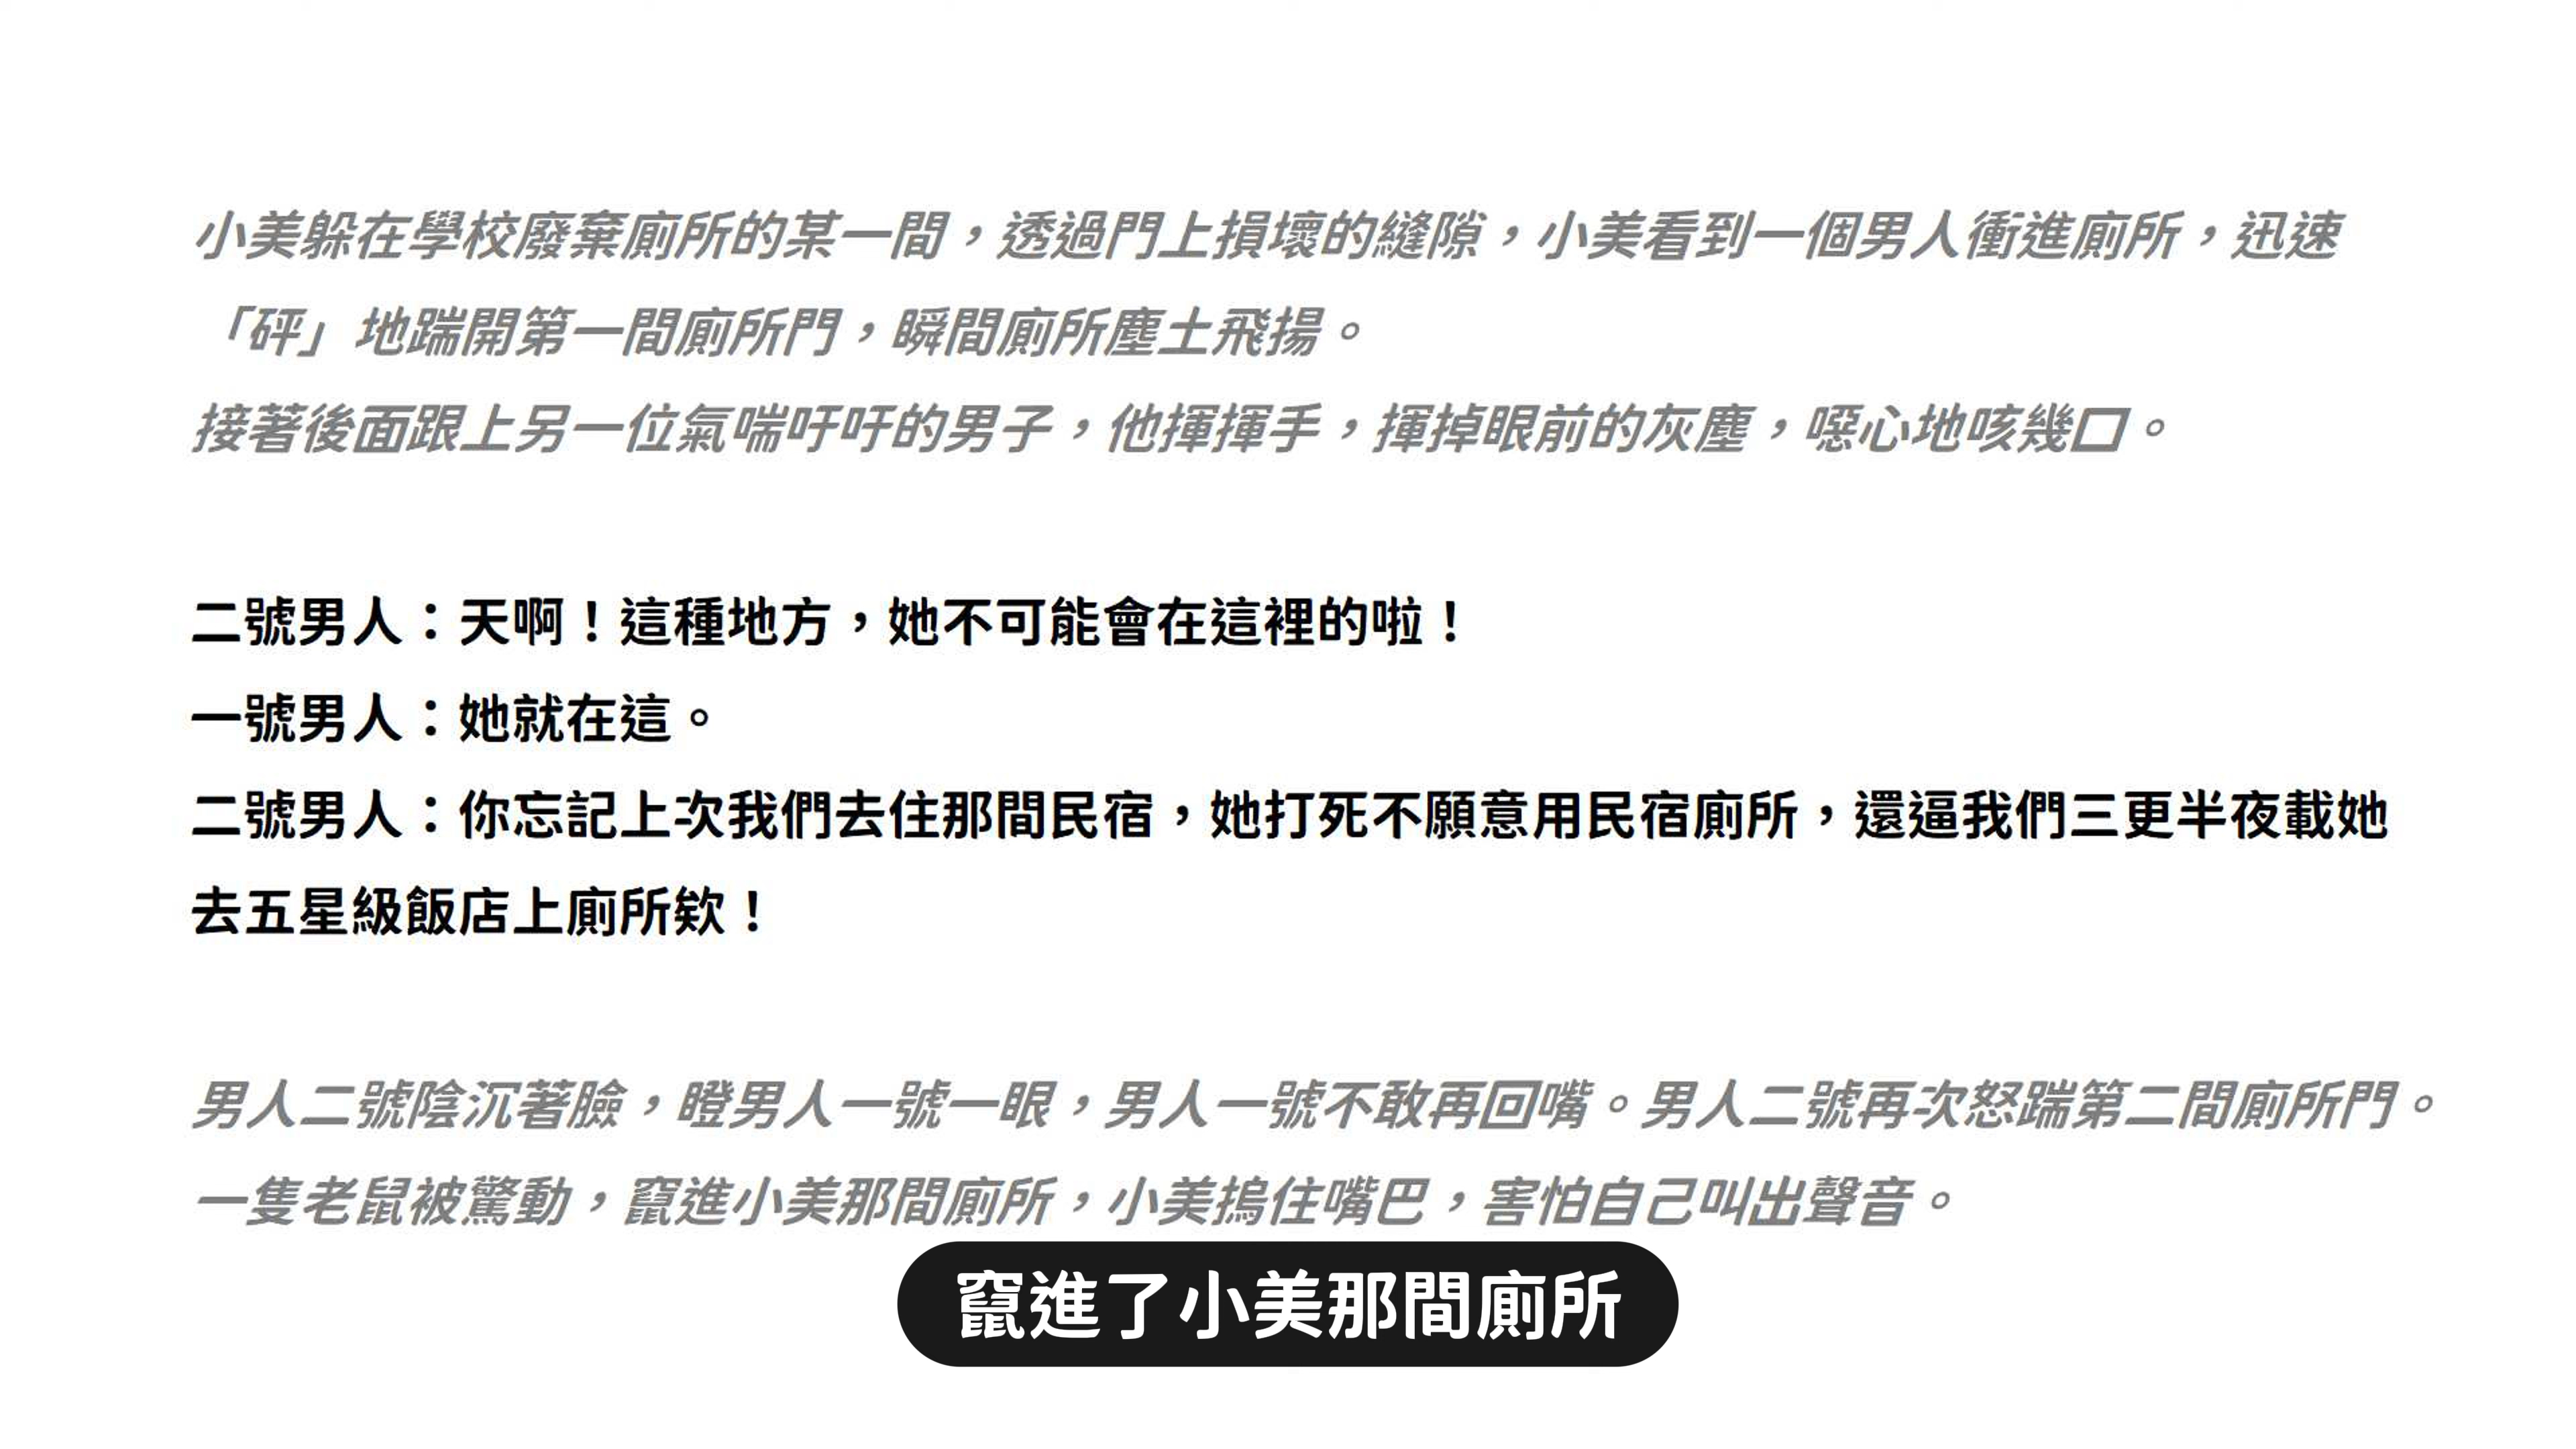 小美躲在學校廢棄廁所的某一間，透過門上損壞的縫隙，小美看到一個男人衝進廁所，迅速
「砰」地踹開第一間廁所門，瞬間廁所塵土飛揚。
接著後面跟上另一位氣喘吁吁的男子，他揮揮手，揮掉眼前的灰塵，噁心地咳幾口。
二號男人：天啊！這種地方，她不可能會在這裡的啦！
一號男人：她就在這。
二號男人：你忘記上次我們去住那間民宿，她打死不願意用民宿廁所，還逼我們三更半夜載她
去五星級飯店上廁所欸！
男人二號陰沉著臉，瞪男人一號一眼，男人一號不敢再回嘴。男人二號再次怒踹第二間廁所門。
一隻老鼠被驚動，竄進小美那間廁所，小美摀住嘴巴，害怕自己叫出聲音。
竄進了小美那間廁所